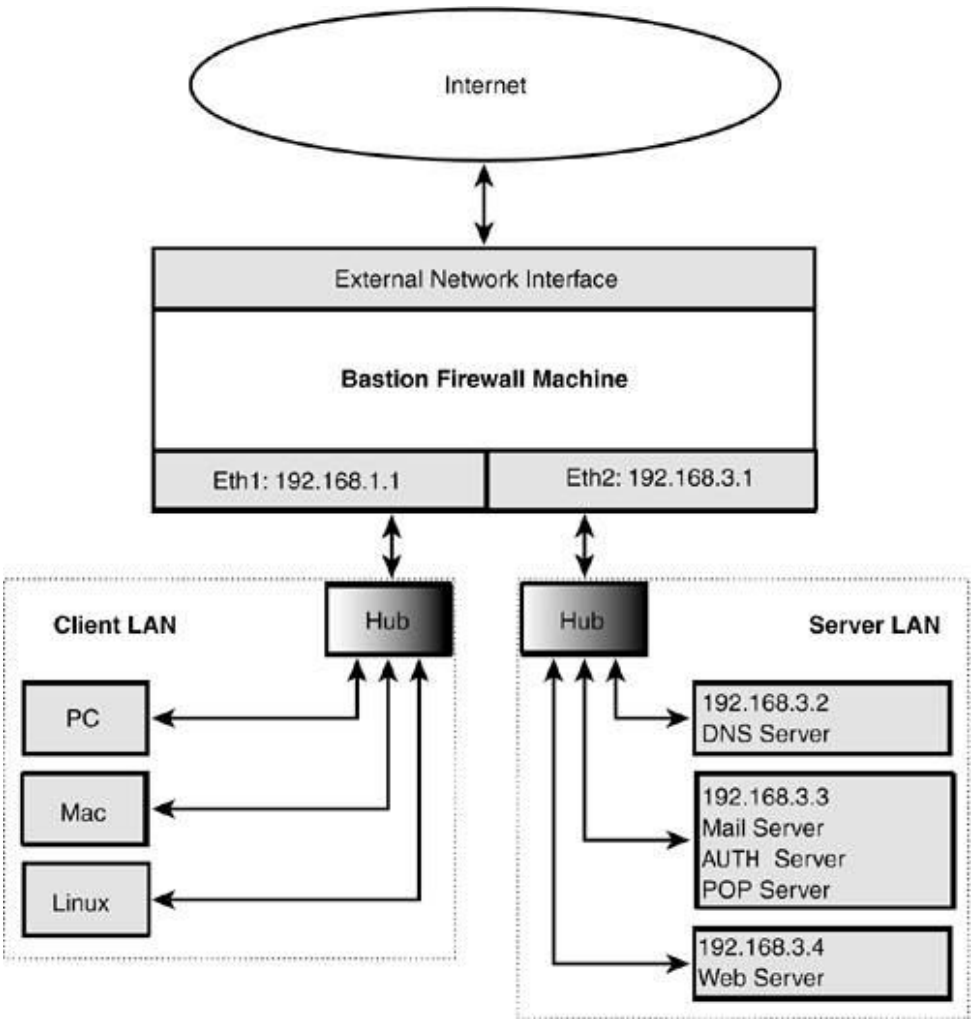 Internet
External Network Interface
Bastion Firewall Machine
Eth1: 192.168.1.1
Eth2: 192.168.3.1
Client LAN
Hub
PC
Mac
Linux
Hub
Server LAN
192.168.3.2
DNS Server
192.168.3.3
Mail Server
AUTH Server
POP Server
192.168.3.4
Web Server